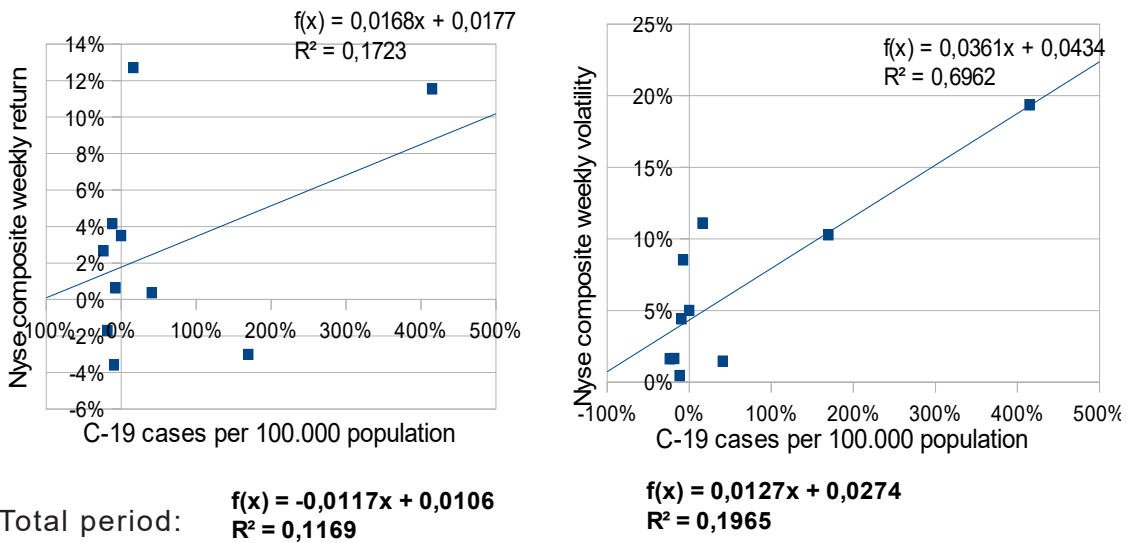 f(x) = 0,0168x + 0,0177
R² = 0,1723
14%
12%
10%
8%
6%
4%
2%
0%
-2%
-4%
-6%
100%
0%
100%
200%
300%
400%
500%
Nyse composite weekly return
C-19 cases per 100.000 population
f(x) = 0,0361x + 0,0434
R² = 0,6962
25%
20%
15%
10%
5%
0%
-100%
0%
100%
200%
300%
400%
500%
Nyse composite weekly volatility
C-19 cases per 100.000 population
Total period:
f(x) = -0,0117x + 0,0106
R² = 0,1169
f(x) = 0,0127x + 0,0274
R² = 0,1965